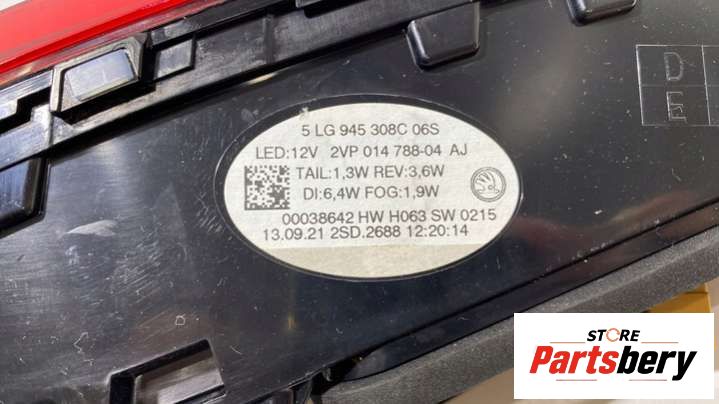 5 LG 945 308C 06S
LED:12V 2VP 014 788-04 AJ
TAIL:1,3W REV:3,6W
DI:6,4W FOG:1,9W
00038642 HW H063 SW 0215
13.09.21 2SD.2688 12:20:14
D
E
STORE
Partsbery